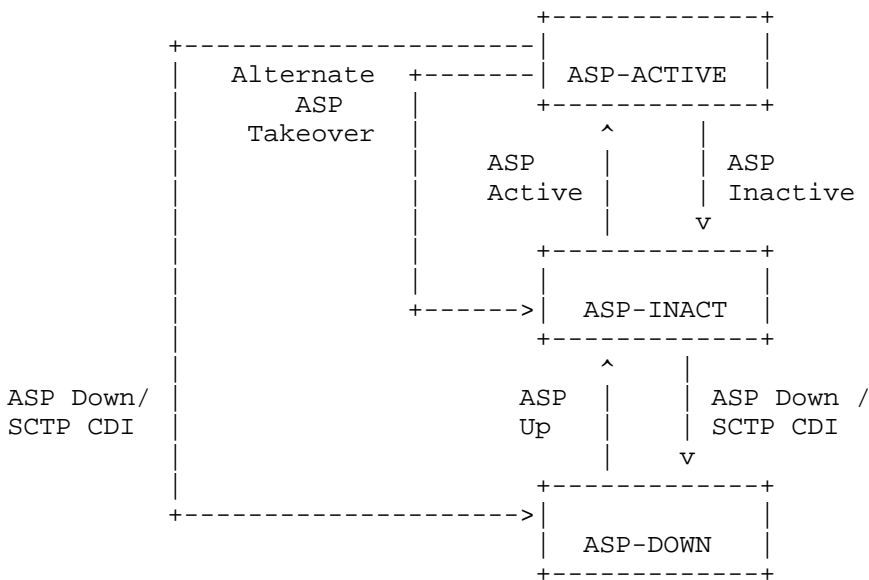 ASP-ACTIVE
Alternate
ASP
Takeover
ASP
Active
ASP
Inactive
ASP-INACT
ASP Down/
SCTP CDI
ASP
Up
ASP Down /
SCTP CDI
ASP-DOWN